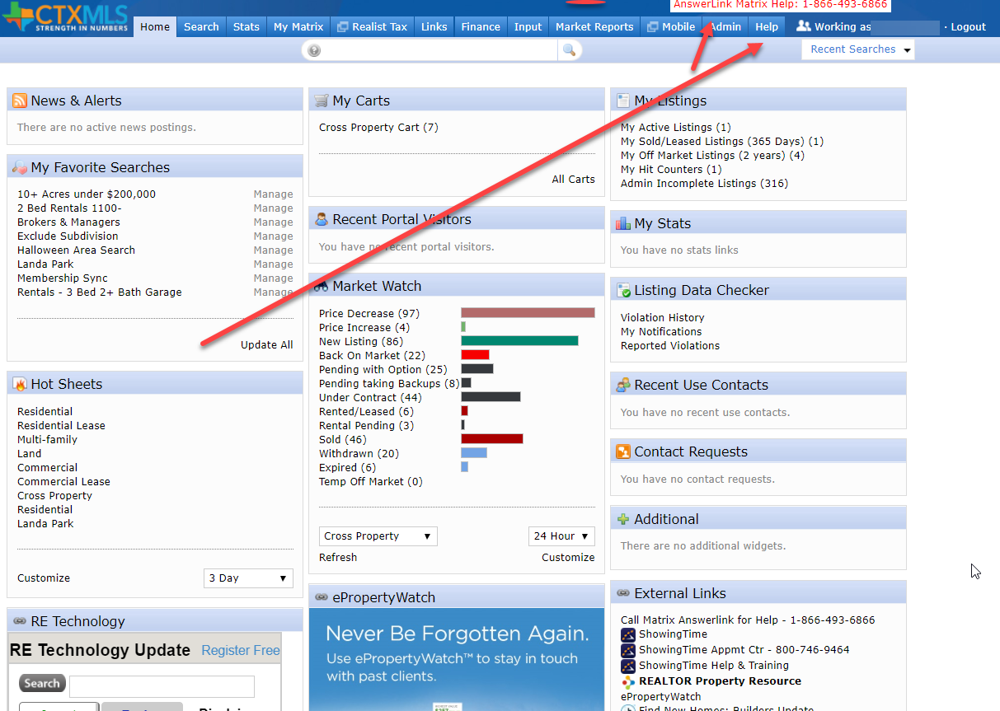 AnswerLink Matrix Help: 1-866-493-6866
CTXMLS
STRENGTH IN NUMBERS
Home Search Stats My Matrix Realist Tax Links Finance Input Market Reports Mobile Admin Help Working as · Logout
Recent Searches
News & Alerts
There are no active news postings.
My Favorite Searches
10+ Acres under $200,000 Manage
2 Bed Rentals 1100- Manage
Brokers & Managers Manage
Exclude Subdivision Manage
Halloween Area Search Manage
Landa Park Manage
Membership Sync Manage
Rentals - 3 Bed 2+ Bath Garage Manage
Update All
Hot Sheets
Residential
Residential Lease
Multi-family
Land
Commercial
Commercial Lease
Cross Property
Residential
Landa Park
Customize 3 Day
RE Technology
RE Technology Update Register Free
Search
My Carts
Cross Property Cart (7)
All Carts
Recent Portal Visitors
You have no recent portal visitors.
Market Watch
Price Decrease (97)
Price Increase (4)
New Listing (86)
Back On Market (22)
Pending with Option (25)
Pending taking Backups (8)
Under Contract (44)
Rented/Leased (6)
Rental Pending (3)
Sold (46)
Withdrawn (20)
Expired (6)
Temp Off Market (0)
Cross Property 24 Hour
Refresh Customize
ePropertyWatch
Never Be Forgotten Again.
Use ePropertyWatch™ to stay in touch
with past clients.
My Listings
My Active Listings (1)
My Sold/Leased Listings (365 Days) (1)
My Off Market Listings (2 years) (4)
My Hit Counters (1)
Admin Incomplete Listings (316)
My Stats
You have no stats links
Listing Data Checker
Violation History
My Notifications
Reported Violations
Recent Use Contacts
You have no recent use contacts.
Contact Requests
You have no contact requests.
Additional
There are no additional widgets.
External Links
Call Matrix Answerlink for Help - 1-866-493-6866
ShowingTime
ShowingTime Appmt Ctr - 800-746-9464
ShowingTime Help & Training
REALTOR Property Resource
ePropertyWatch
Find New Homes: Builders Update